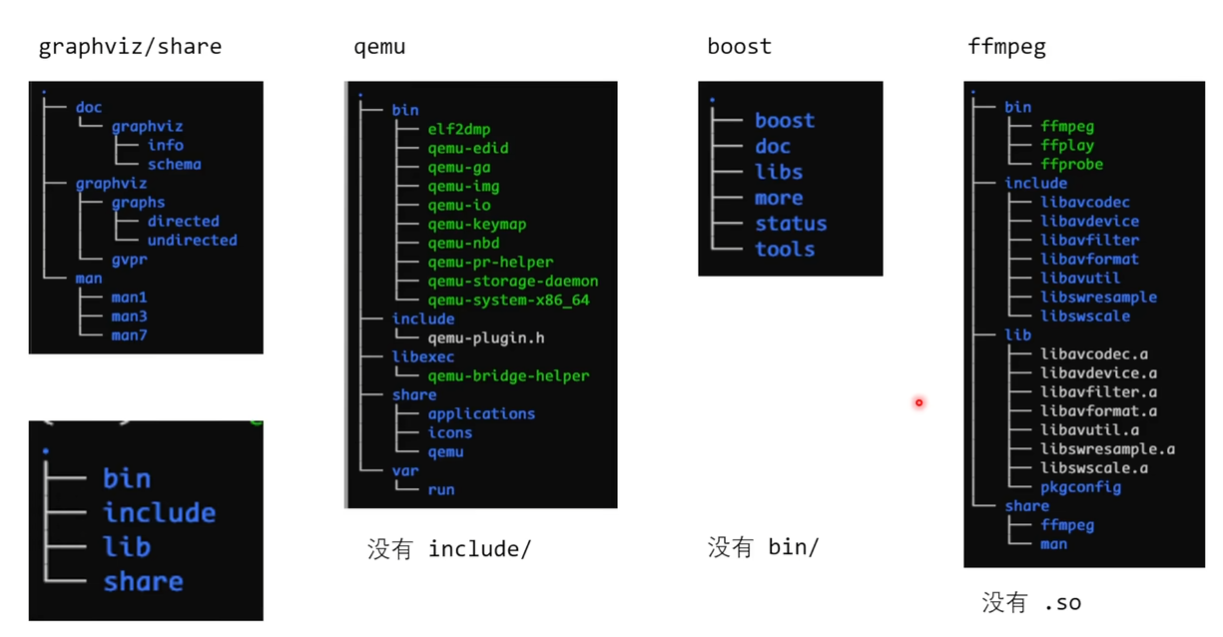 graphviz/share
.
doc
graphviz
info
schema
graphviz
graphs
directed
undirected
gvpr
man
man1
man3
man7
.
bin
include
lib
share
qemu
.
bin
elf2dmp
qemu-edid
qemu-ga
qemu-img
qemu-io
qemu-keymap
qemu-nbd
qemu-pr-helper
qemu-storage-daemon
qemu-system-x86_64
include
qemu-plugin.h
libexec
qemu-bridge-helper
share
applications
icons
qemu
var
run
没有 include/
boost
.
boost
doc
libs
more
status
tools
没有 bin/
ffmpeg
.
bin
ffmpeg
ffplay
ffprobe
include
libavcodec
libavdevice
libavfilter
libavformat
libavutil
libswresample
libswscale
lib
libavcodec.a
libavdevice.a
libavfilter.a
libavformat.a
libavutil.a
libswresample.a
libswscale.a
pkgconfig
share
ffmpeg
man
没有 .so